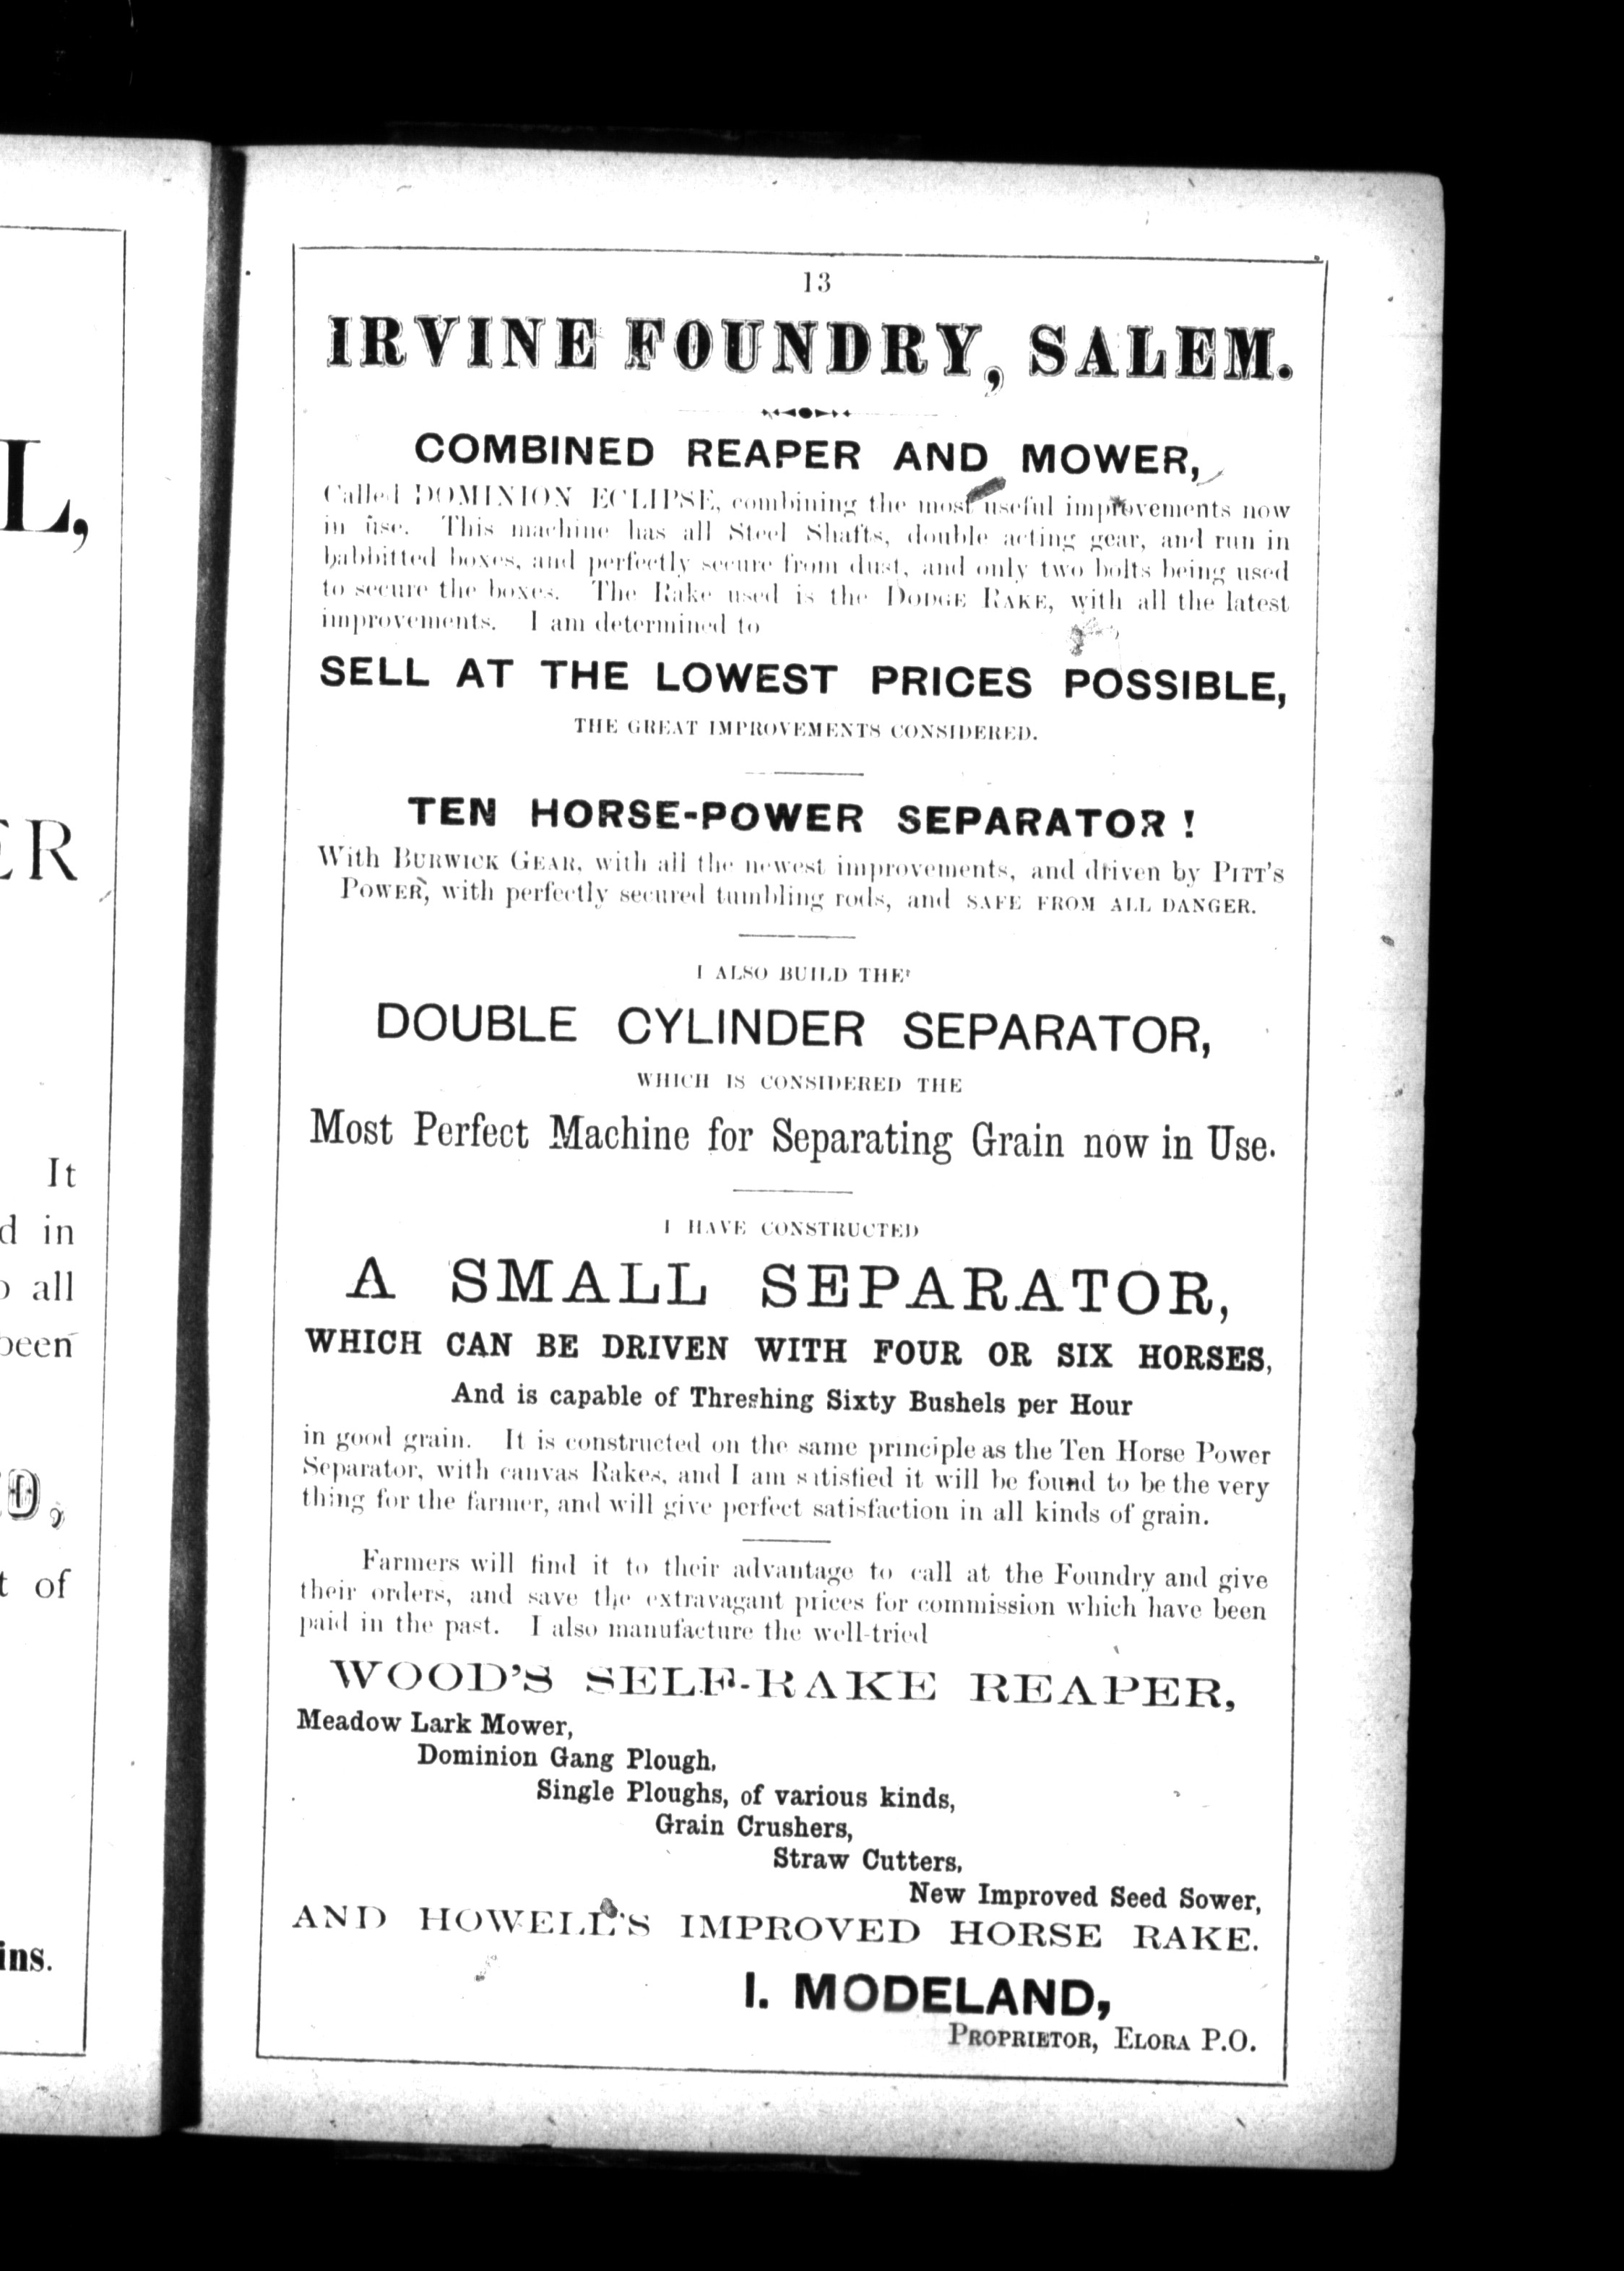 L,
ER
It
d in
all
been
D,
t of
ins.
13
IRVINE FOUNDRY, SALEM.
COMBINED REAPER AND MOWER,
Called DOMINION ECLIPSE, combining the most useful improvements now
in use. This machine has all Steel Shafts, double acting gear, and run in
babbitted boxes, and perfectly secure from dust, and only two bolts being used
to secure the boxes. The Rake used is the DODGE RAKE, with all the latest
improvements. I am determined to
SELL AT THE LOWEST PRICES POSSIBLE,
THE GREAT IMPROVEMENTS CONSIDERED.
TEN HORSE-POWER SEPARATOR!
With BURWICK GEAR, with all the newest improvements, and driven by PITT'S
POWER, with perfectly secured tumbling rods, and SAFE FROM ALL DANGER.
I ALSO BUILD THE
DOUBLE CYLINDER SEPARATOR,
WHICH IS CONSIDERED THE
Most Perfect Machine for Separating Grain now in Use.
I HAVE CONSTRUCTED
A SMALL SEPARATOR,
WHICH CAN BE DRIVEN WITH FOUR OR SIX HORSES,
And is capable of Threshing Sixty Bushels per Hour
in good grain. It is constructed on the same principle as the Ten Horse Power
Separator, with canvas Rakes, and I am satisfied it will be found to be the very
thing for the farmer, and will give perfect satisfaction in all kinds of grain.
Farmers will find it to their advantage to call at the Foundry and give
their orders, and save the extravagant prices for commission which have been
paid in the past. I also manufacture the well-tried
WOOD'S SELF-RAKE REAPER,
Meadow Lark Mower,
Dominion Gang Plough,
Single Ploughs, of various kinds,
Grain Crushers,
Straw Cutters,
New Improved Seed Sower,
AND HOWELL'S IMPROVED HORSE RAKE.
I. MODELAND,
PROPRIETOR, ELORA P.O.